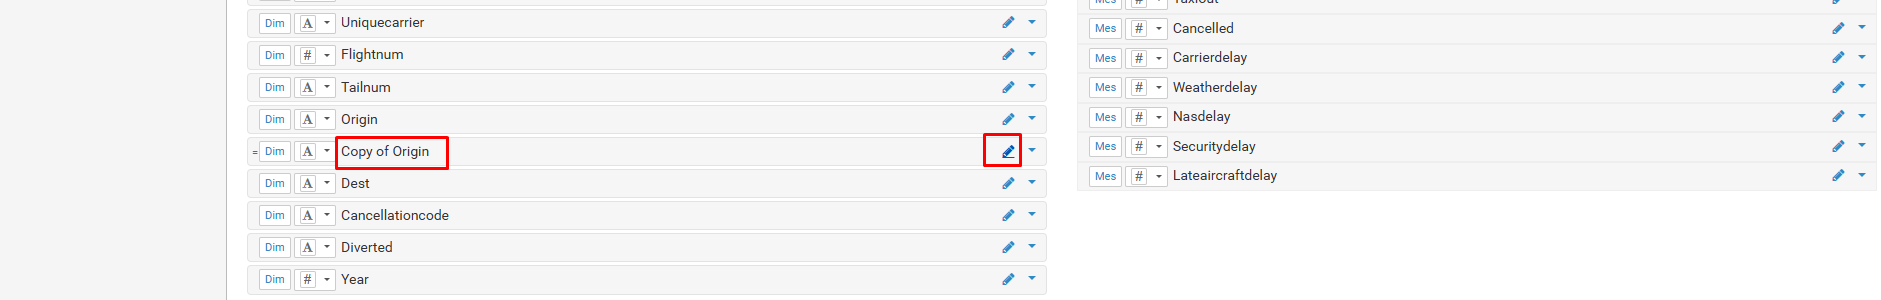 Dim A Uniquecarrier
Dim # Flightnum
Dim A Tailnum
Dim A Origin
= Dim A Copy of Origin
Dim A Dest
Dim A Cancellationcode
Dim A Diverted
Dim # Year
Taxiout
Mes # Cancelled
Mes # Carrierdelay
Mes # Weatherdelay
Mes # Nasdelay
Mes # Securitydelay
Mes # Lateaircraftdelay